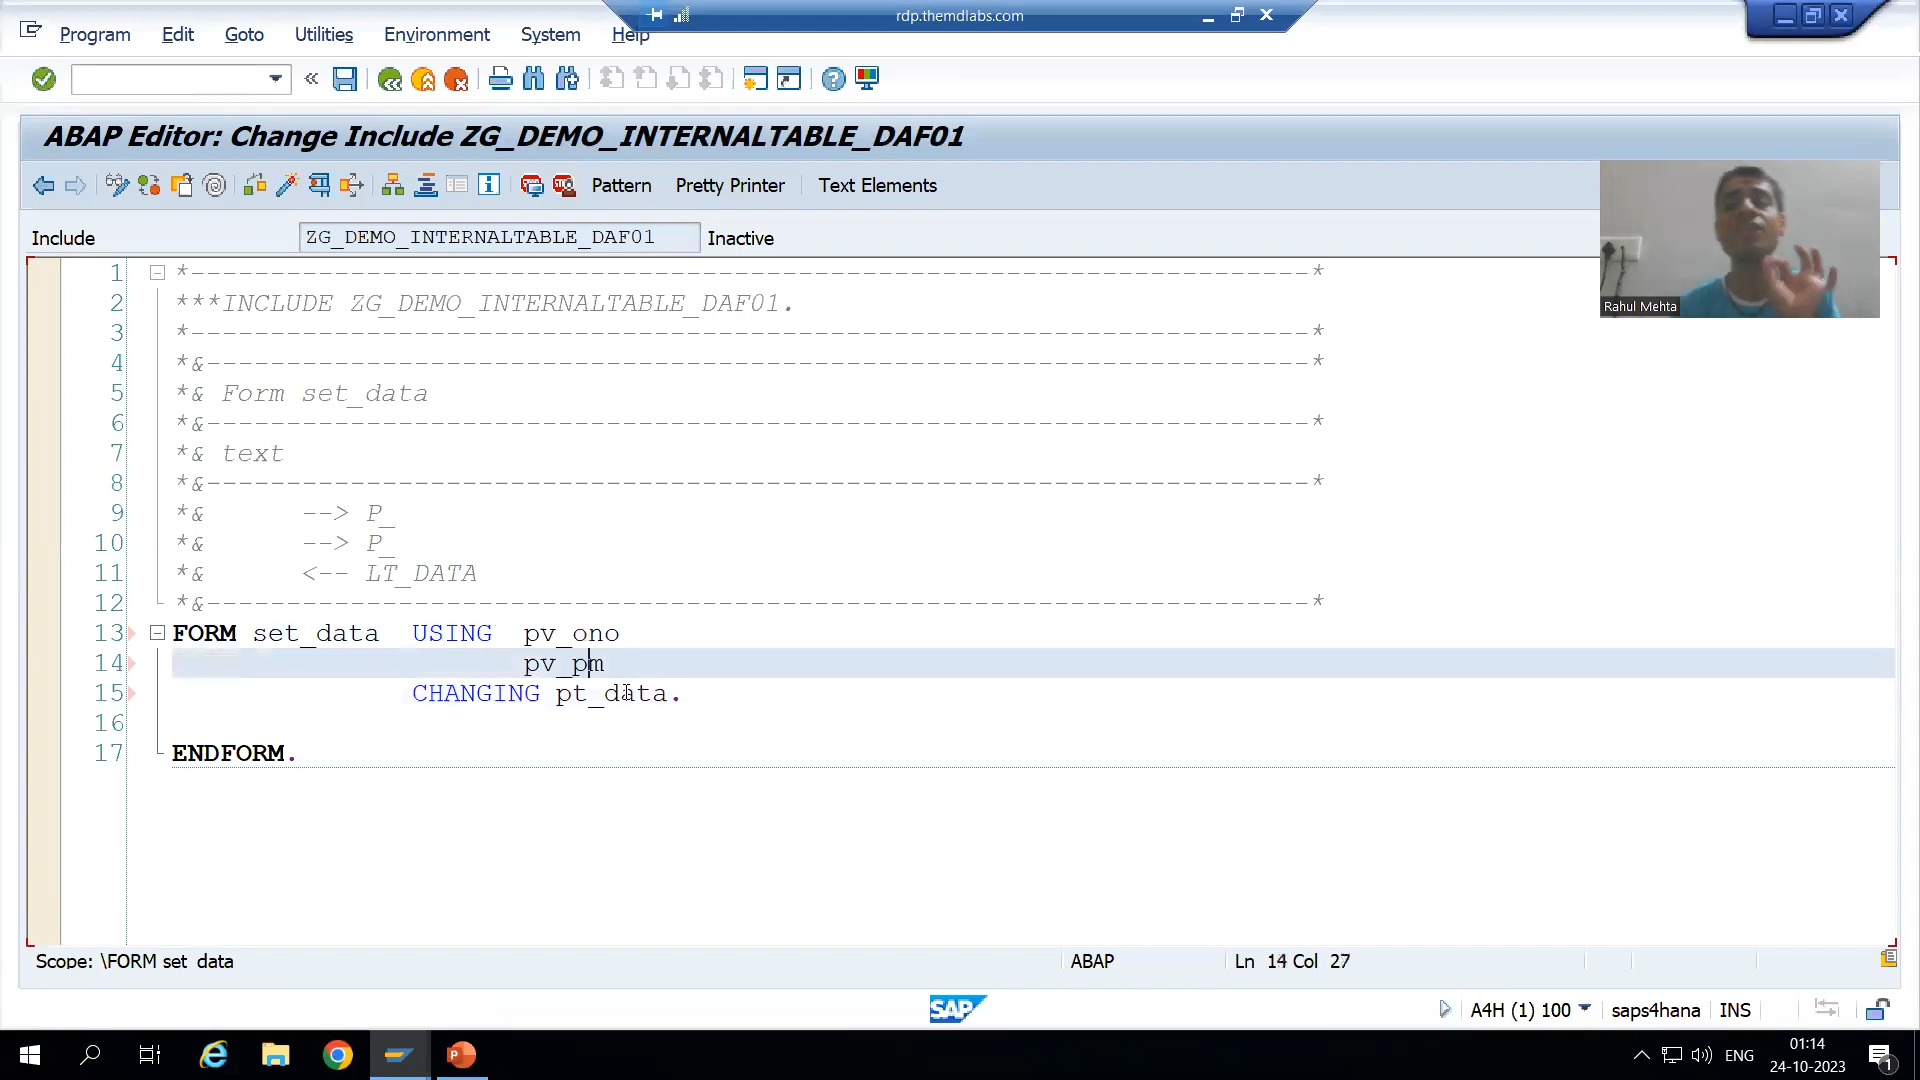 rdp.themdlabs.com
Program Edit Goto Utilities Environment System Help
ABAP Editor: Change Include ZG_DEMO_INTERNALTABLE_DAF01
Pattern Pretty Printer Text Elements
Include ZG_DEMO_INTERNALTABLE_DAF01 Inactive
Rahul Mehta
1 *----------------------------------------------------------------------*
2 ***INCLUDE ZG_DEMO_INTERNALTABLE_DAF01.
3 *----------------------------------------------------------------------*
4 *&---------------------------------------------------------------------*
5 *& Form set_data
6 *&---------------------------------------------------------------------*
7 *& text
8 *&---------------------------------------------------------------------*
9 *& --> P_
10 *& --> P_
11 *& <-- LT_DATA
12 *&---------------------------------------------------------------------*
13 FORM set_data USING pv_ono
14 pv_pm
15 CHANGING pt_data.
16
17 ENDFORM.
Scope: \FORM set_data ABAP Ln 14 Col 27
SAP A4H (1) 100 saps4hana INS
ENG 01:14
24-10-2023 1